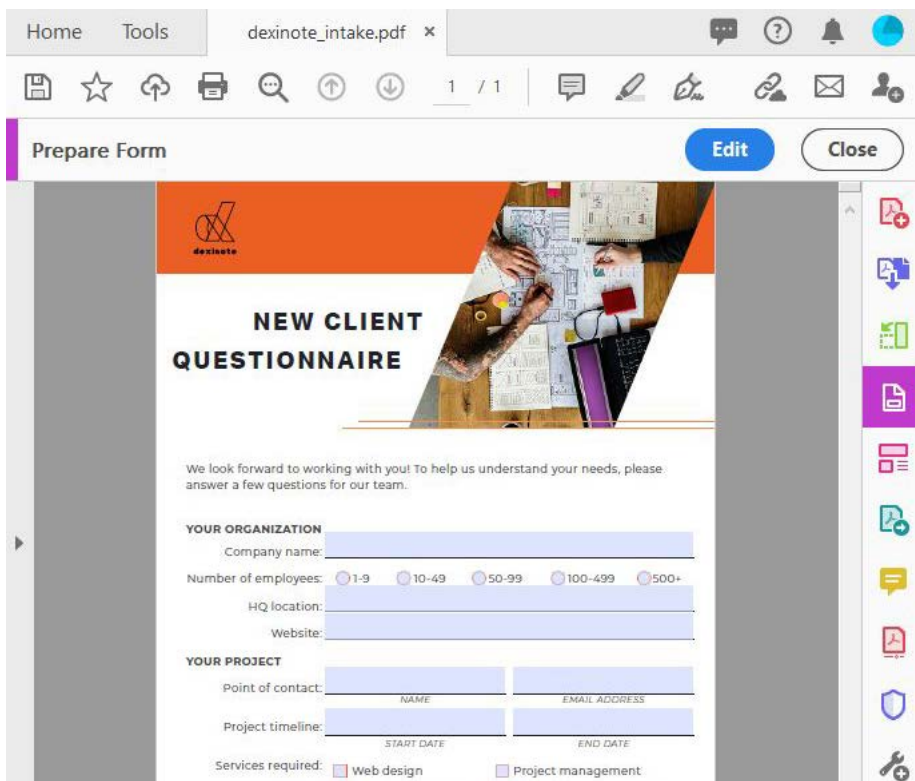 Home Tools dexinote_intake.pdf ×
1 / 1
Prepare Form Edit Close
dexinote
NEW CLIENT
QUESTIONNAIRE
We look forward to working with you! To help us understand your needs, please
answer a few questions for our team.
YOUR ORGANIZATION
Company name:
Number of employees: 1-9 10-49 50-99 100-499 500+
HQ location:
Website:
YOUR PROJECT
Point of contact:
NAME EMAIL ADDRESS
Project timeline:
START DATE END DATE
Services required: Web design Project management